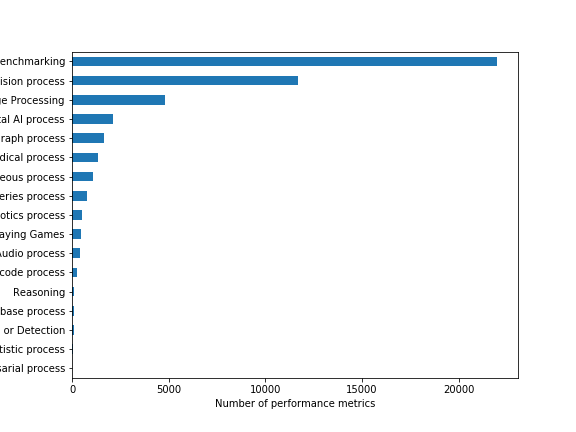 enchmarking
ision process
ge Processing
tal AI process
raph process
dical process
eous process
eries process
otics process
aying Games
Audio process
code process
Reasoning
base process
or Detection
tistic process
sarial process
0 5000 10000 15000 20000
Number of performance metrics